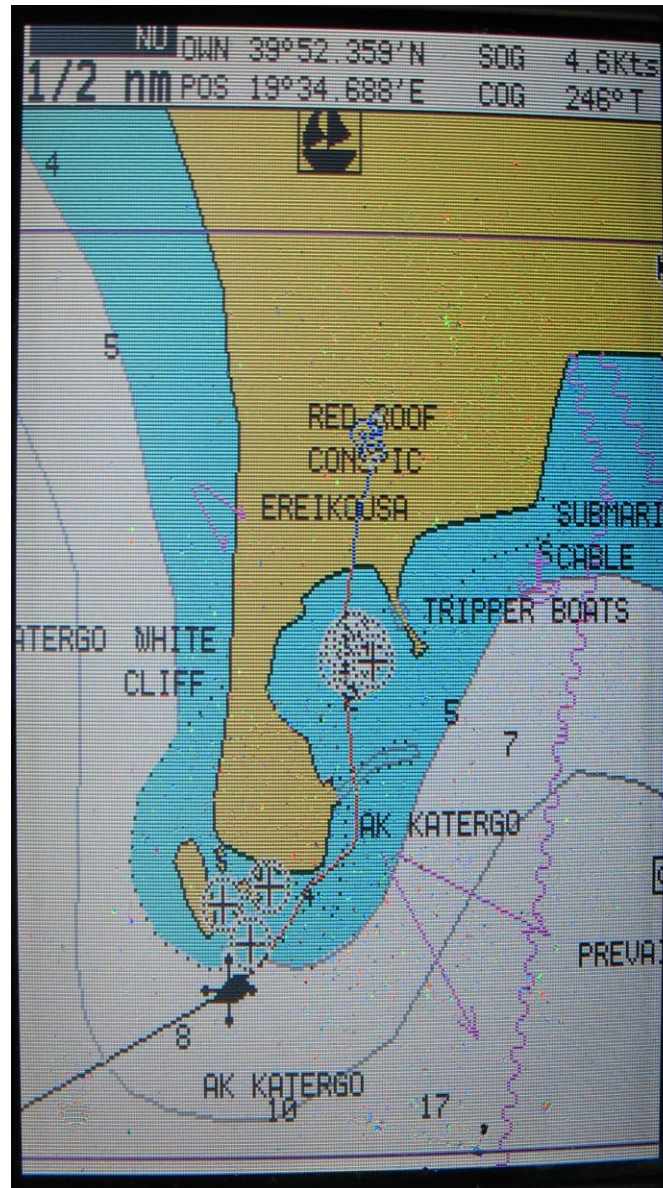 NU OWN 39°52.359'N SOG 4.6Kts
1/2 nm POS 19°34.688'E COG 246°T
4
5
RED ROOF
EREIKOUSA
SUBMARI
CABLE
TRIPPER BOATS
ATERGO WHITE
CLIFF
5
7
AK KATERGO
4
PREVAI
8
AK KATERGO
10
17